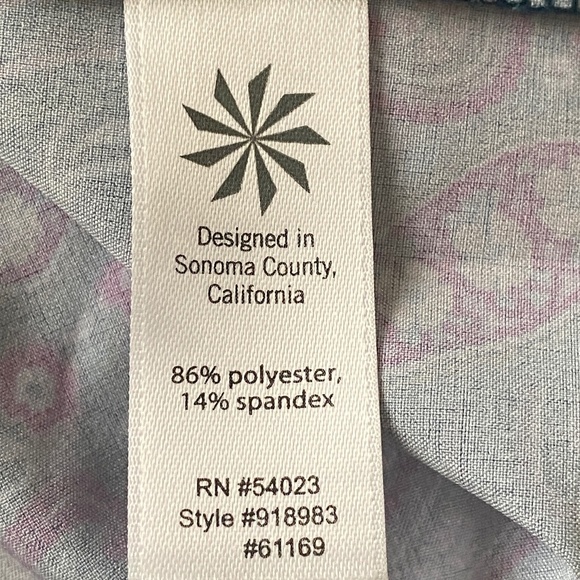 Designed in
Sonoma County,
California
86% polyester,
14% spandex
RN #54023
Style #918983
#61169